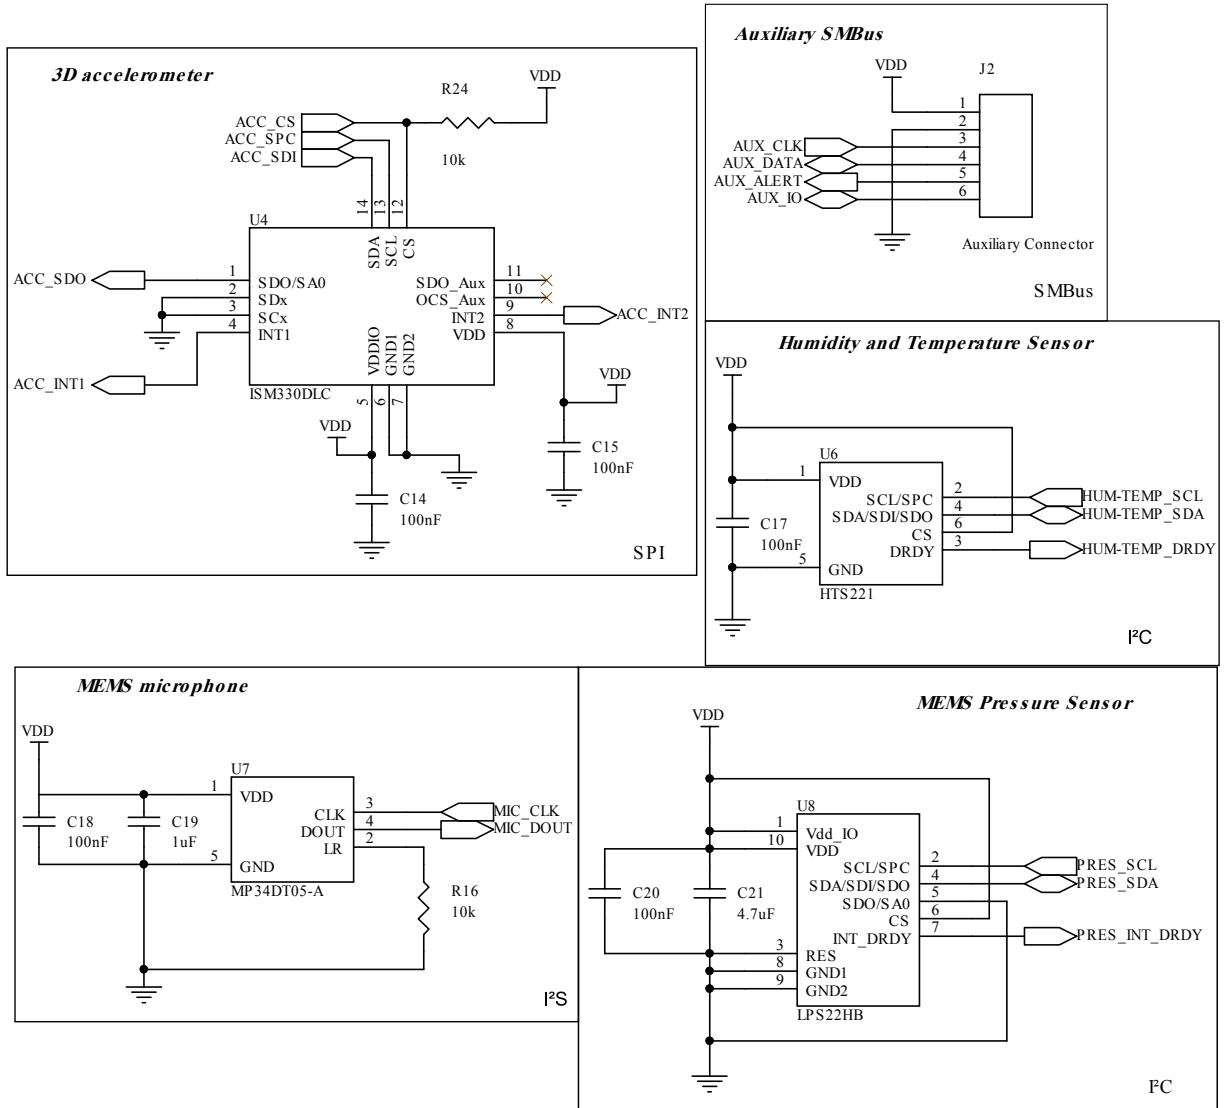 3D accelerometer
VDD
R24
10k
ACC_CS
ACC_SPC
ACC_SDI
14
13
12
U4
SDA
SCL
CS
ACC_SDO
1
SDO/SA0
2
SDx
3
SCx
4
INT1
ACC_INT1
SDO_Aux
11
OCS_Aux
10
INT2
9
ACC_INT2
VDD
8
VDDIO
GND1
GND2
ISM330DLC
5
6
7
VDD
VDD
C15
100nF
C14
100nF
SPI
Auxiliary SMBus
VDD
J2
1
2
AUX_CLK
3
AUX_DATA
4
AUX_ALERT
5
AUX_IO
6
Auxiliary Connector
SMBus
Humidity and Temperature Sensor
VDD
U6
1
VDD
SCL/SPC
2
HUM-TEMP_SCL
SDA/SDI/SDO
4
HUM-TEMP_SDA
CS
6
DRDY
3
HUM-TEMP_DRDY
C17
100nF
5
GND
HTS221
I²C
MEMS microphone
VDD
U7
1
VDD
CLK
3
MIC_CLK
DOUT
4
MIC_DOUT
LR
2
C18
100nF
C19
1uF
5
GND
MP34DT05-A
R16
10k
I²S
MEMS Pressure Sensor
VDD
U8
1
Vdd_IO
10
VDD
SCL/SPC
2
PRES_SCL
SDA/SDI/SDO
4
PRES_SDA
SDO/SA0
5
CS
6
INT_DRDY
7
PRES_INT_DRDY
C20
100nF
C21
4.7uF
3
RES
8
GND1
9
GND2
LPS22HB
I²C